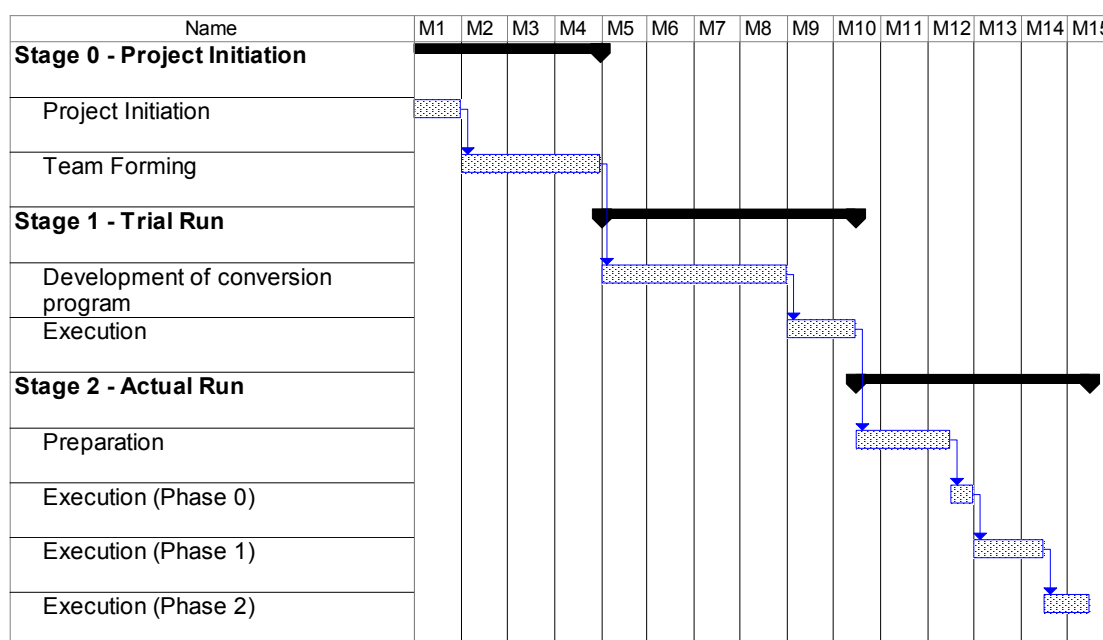 Name M1 M2 M3 M4 M5 M6 M7 M8 M9 M10 M11 M12 M13 M14 M15
Stage 0 - Project Initiation
Project Initiation
Team Forming
Stage 1 - Trial Run
Development of conversion
program
Execution
Stage 2 - Actual Run
Preparation
Execution (Phase 0)
Execution (Phase 1)
Execution (Phase 2)